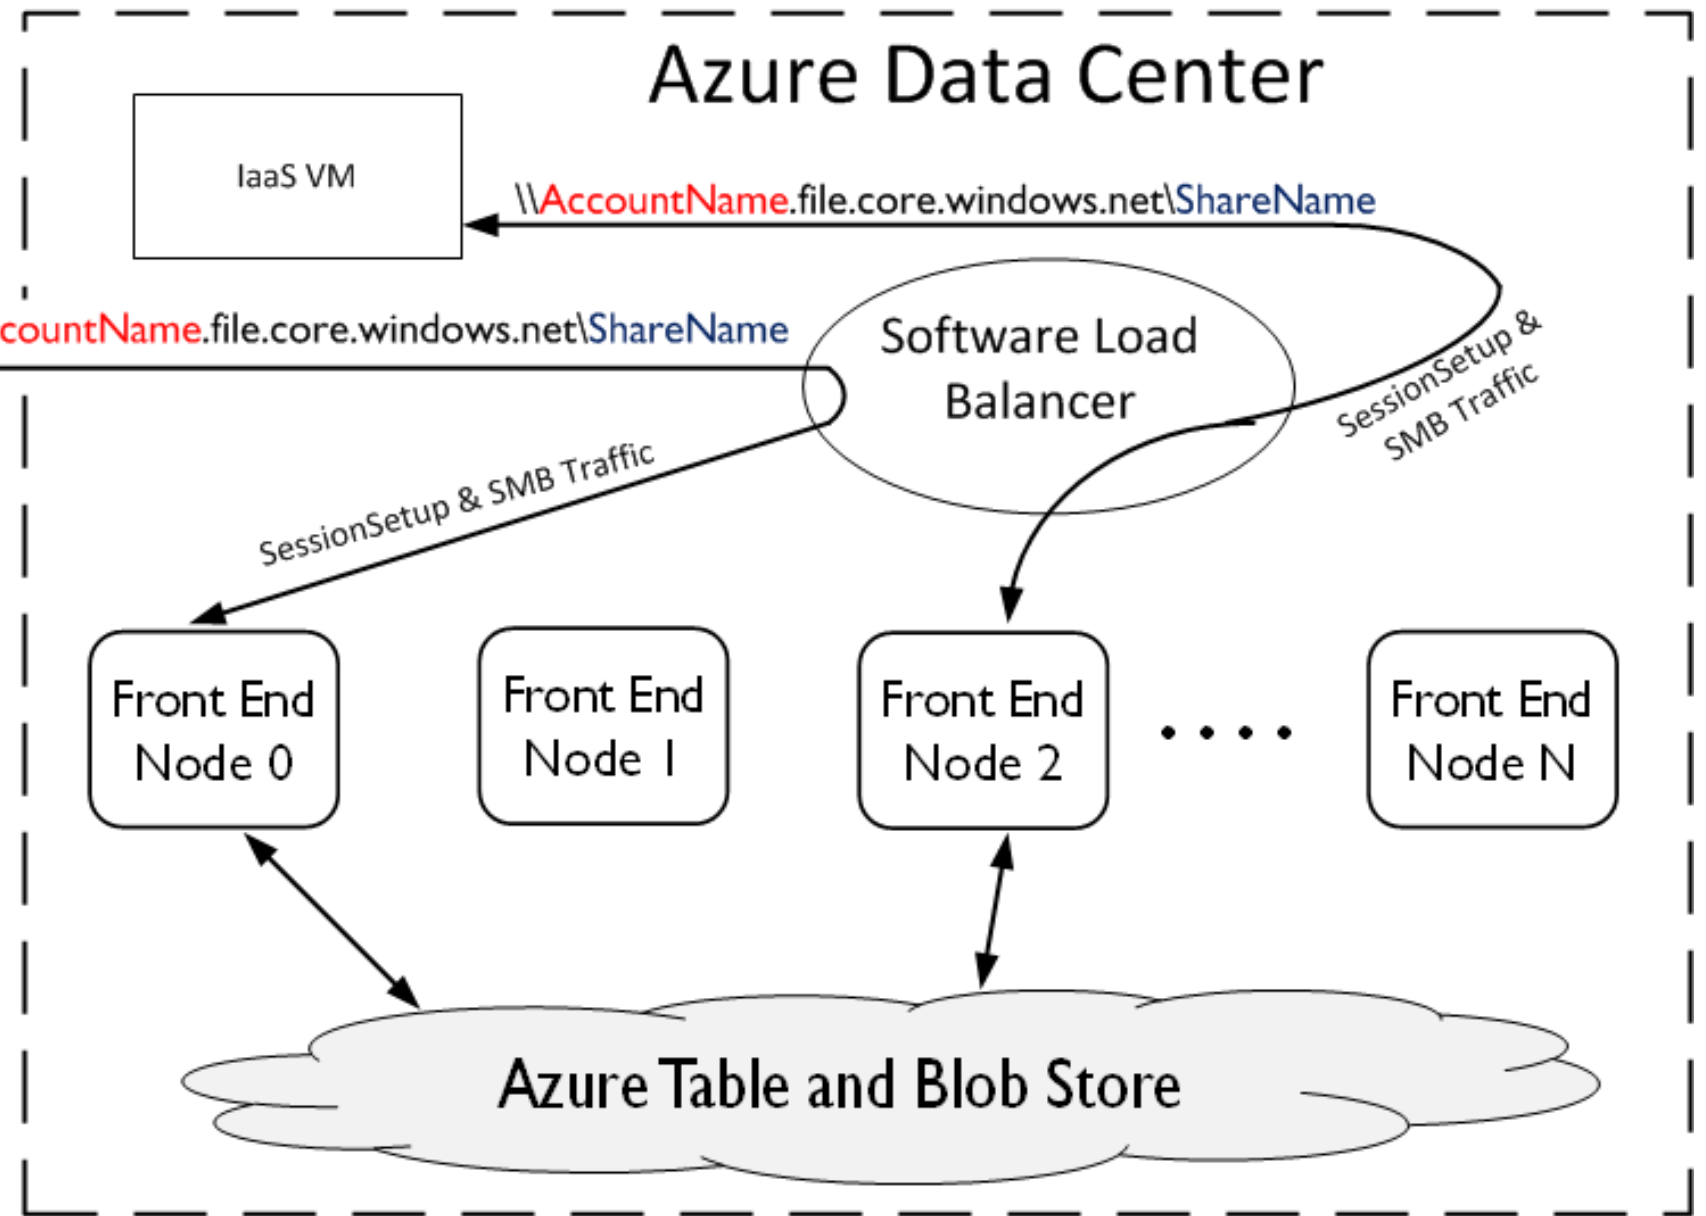 Azure Data Center
IaaS VM
\\AccountName.file.core.windows.net\ShareName
countName.file.core.windows.net\ShareName
Software Load
Balancer
SessionSetup &
SMB Traffic
SessionSetup & SMB Traffic
Front End
Node 0
Front End
Node 1
Front End
Node 2
Front End
Node N
Azure Table and Blob Store